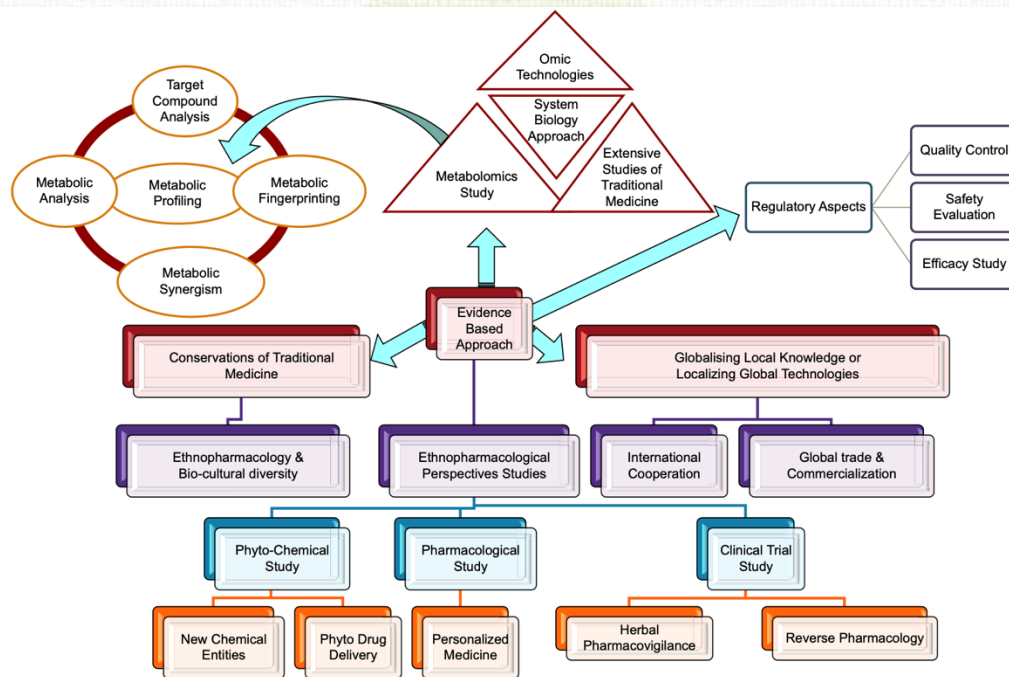 Omic
Technologies
System
Biology
Approach
Metabolomics
Study
Extensive
Studies of
Traditional
Medicine
Target
Compound
Analysis
Metabolic
Analysis
Metabolic
Profiling
Metabolic
Fingerprinting
Metabolic
Synergism
Regulatory Aspects
Quality Control
Safety
Evaluation
Efficacy Study
Evidence
Based
Approach
Conservations of Traditional
Medicine
Globalising Local Knowledge or
Localizing Global Technologies
Ethnopharmacology &
Bio-cultural diversity
Ethnopharmacological
Perspectives Studies
International
Cooperation
Global trade &
Commercialization
Phyto-Chemical
Study
Pharmacological
Study
Clinical Trial
Study
New Chemical
Entities
Phyto Drug
Delivery
Personalized
Medicine
Herbal
Pharmacovigilance
Reverse Pharmacology